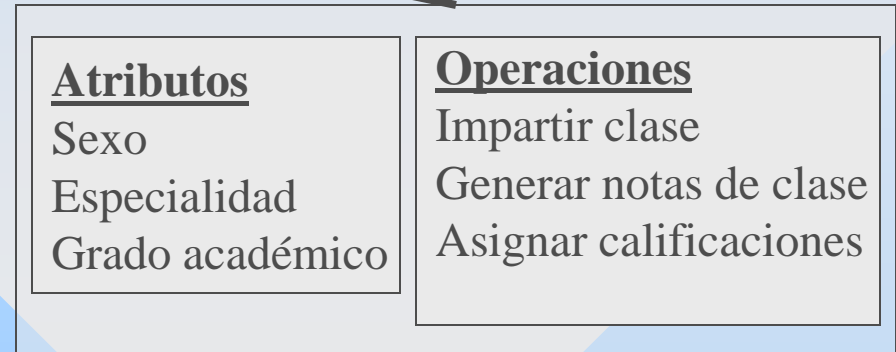 Atributos
Sexo
Especialidad
Grado académico
Operaciones
Impartir clase
Generar notas de clase
Asignar calificaciones